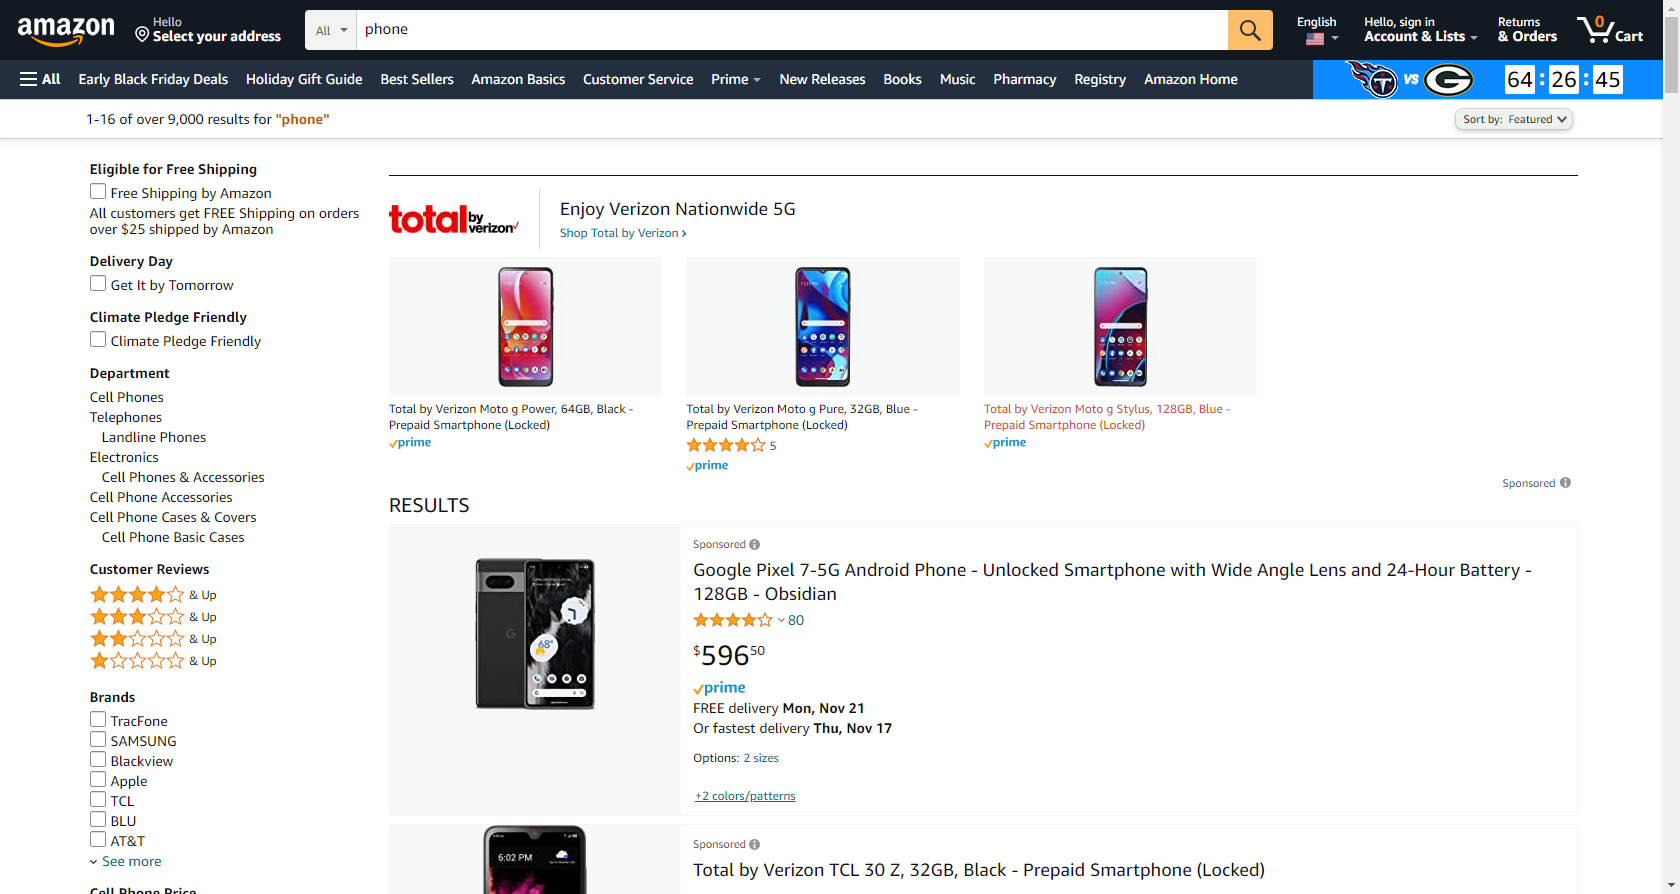 amazon
Hello
Select your address
All
phone
English
Hello, sign in
Account & Lists
Returns
& Orders
0
Cart
All
Early Black Friday Deals
Holiday Gift Guide
Best Sellers
Amazon Basics
Customer Service
Prime
New Releases
Books
Music
Pharmacy
Registry
Amazon Home
T
VS
G
64 : 26 : 45
1-16 of over 9,000 results for "phone"
Sort by: Featured
Eligible for Free Shipping
Free Shipping by Amazon
All customers get FREE Shipping on orders
over $25 shipped by Amazon
Delivery Day
Get It by Tomorrow
Climate Pledge Friendly
Climate Pledge Friendly
Department
Cell Phones
Telephones
Landline Phones
Electronics
Cell Phones & Accessories
Cell Phone Accessories
Cell Phone Cases & Covers
Cell Phone Basic Cases
Customer Reviews
& Up
& Up
& Up
& Up
Brands
TracFone
SAMSUNG
Blackview
Apple
TCL
BLU
AT&T
See more
Cell Phone Price
total by verizon
Enjoy Verizon Nationwide 5G
Shop Total by Verizon ›
Total by Verizon Moto g Power, 64GB, Black -
Prepaid Smartphone (Locked)
prime
Total by Verizon Moto g Pure, 32GB, Blue -
Prepaid Smartphone (Locked)
5
prime
Total by Verizon Moto g Stylus, 128GB, Blue -
Prepaid Smartphone (Locked)
prime
Sponsored
RESULTS
G
68°
Sponsored
Google Pixel 7-5G Android Phone - Unlocked Smartphone with Wide Angle Lens and 24-Hour Battery -
128GB - Obsidian
80
$596 50
prime
FREE delivery Mon, Nov 21
Or fastest delivery Thu, Nov 17
Options: 2 sizes
+2 colors/patterns
6:02 PM
Sponsored
Total by Verizon TCL 30 Z, 32GB, Black - Prepaid Smartphone (Locked)